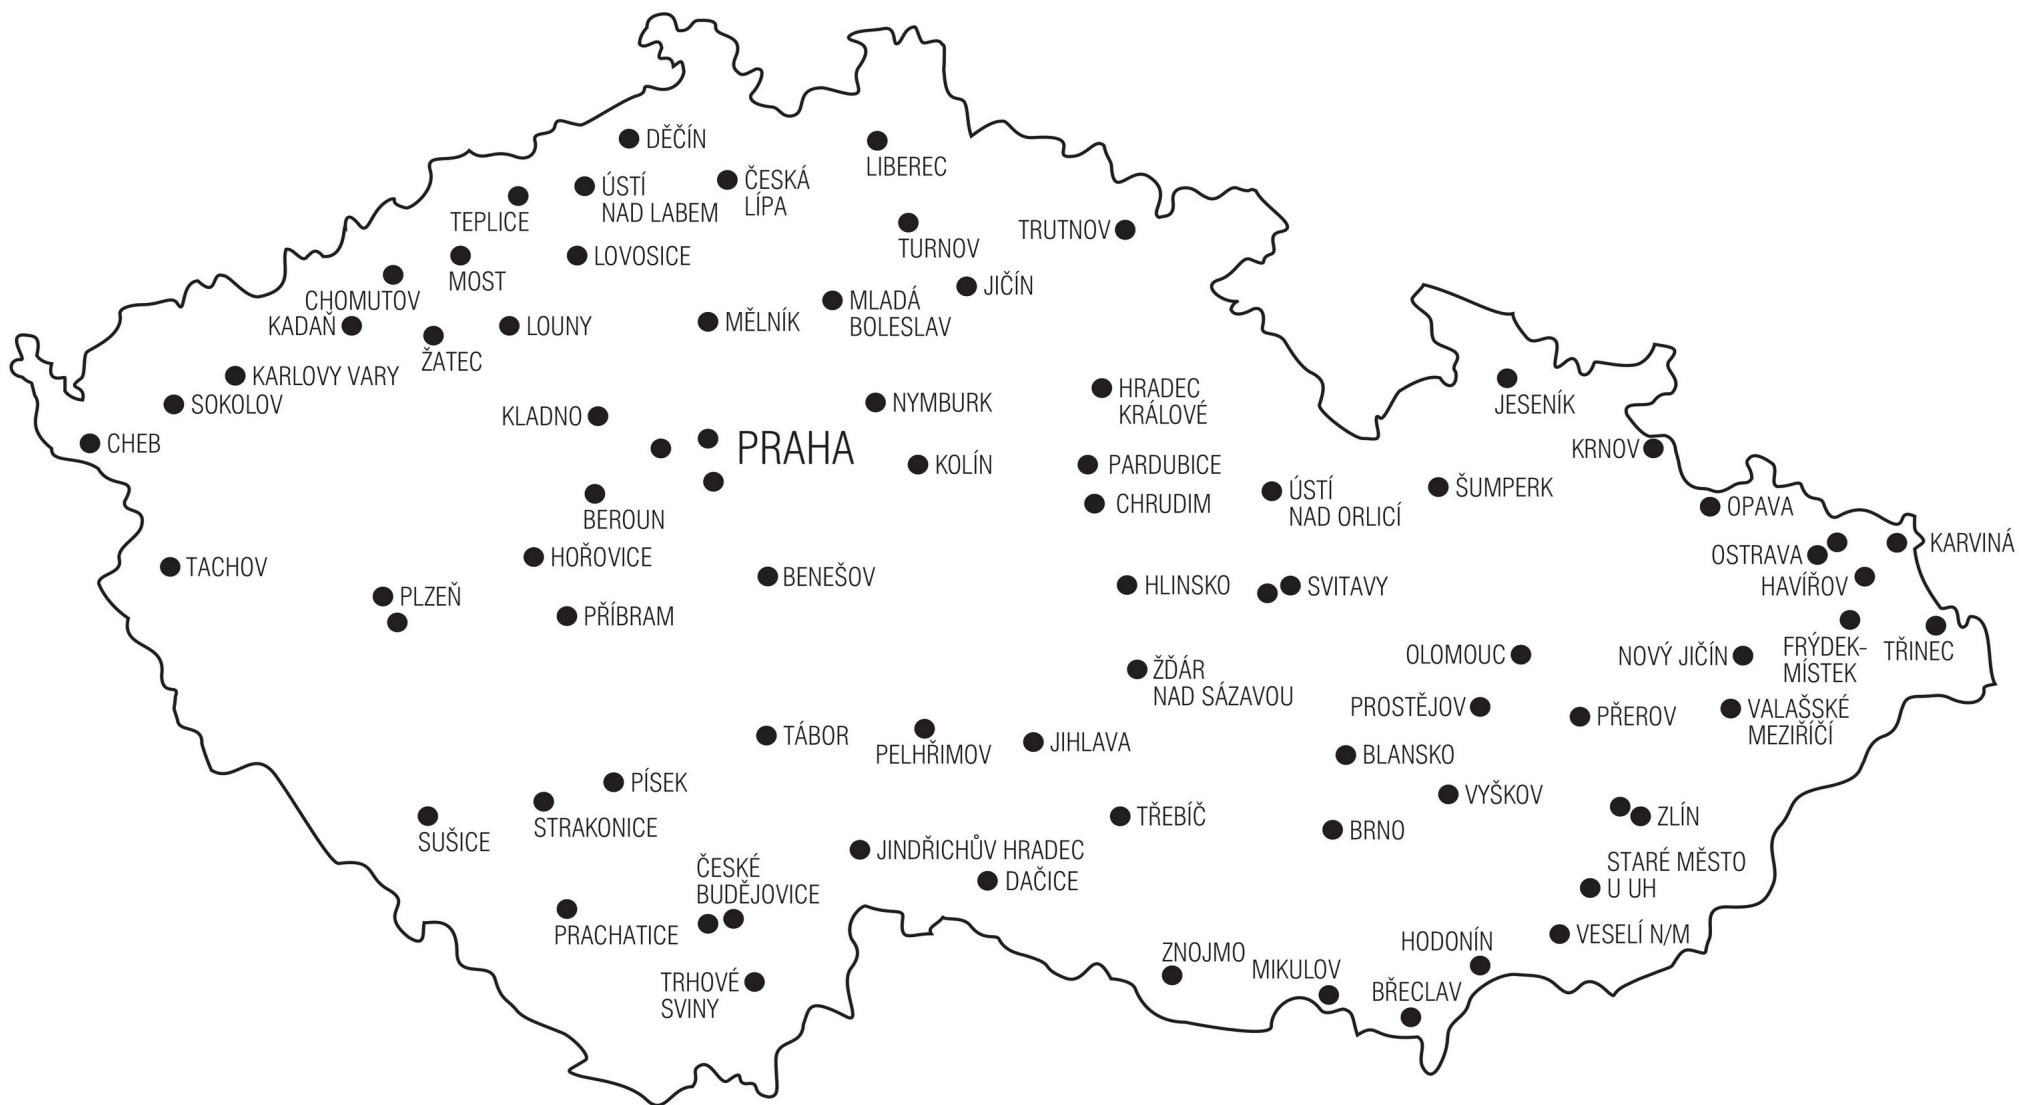 DĚČÍN
LIBEREC
ÚSTÍ
NAD LABEM
ČESKÁ
LÍPA
TEPLICE
TURNOV
TRUTNOV
LOVOSICE
MOST
JIČÍN
CHOMUTOV
MLADÁ
BOLESLAV
KADAŇ
LOUNY
MĚLNÍK
ŽATEC
KARLOVY VARY
SOKOLOV
HRADEC
KRÁLOVÉ
JESENÍK
NYMBURK
KLADNO
CHEB
PRAHA
KRNOV
KOLÍN
PARDUBICE
ÚSTÍ
NAD ORLICÍ
ŠUMPERK
CHRUDIM
OPAVA
BEROUN
KARVINÁ
HOŘOVICE
OSTRAVA
TACHOV
BENEŠOV
HLINSKO
SVITAVY
HAVÍŘOV
PLZEŇ
PŘÍBRAM
OLOMOUC
NOVÝ JIČÍN
FRÝDEK-
MÍSTEK
TŘINEC
ŽĎÁR
NAD SÁZAVOU
PROSTĚJOV
PŘEROV
VALAŠSKÉ
MEZIŘÍČÍ
TÁBOR
PELHŘIMOV
JIHLAVA
BLANSKO
PÍSEK
VYŠKOV
STRAKONICE
SUŠICE
TŘEBÍČ
BRNO
ZLÍN
JINDŘICHŮV HRADEC
STARÉ MĚSTO
U UH
ČESKÉ
BUDĚJOVICE
DAČICE
PRACHATICE
VESELÍ N/M
HODONÍN
ZNOJMO
MIKULOV
TRHOVÉ
SVINY
BŘECLAV